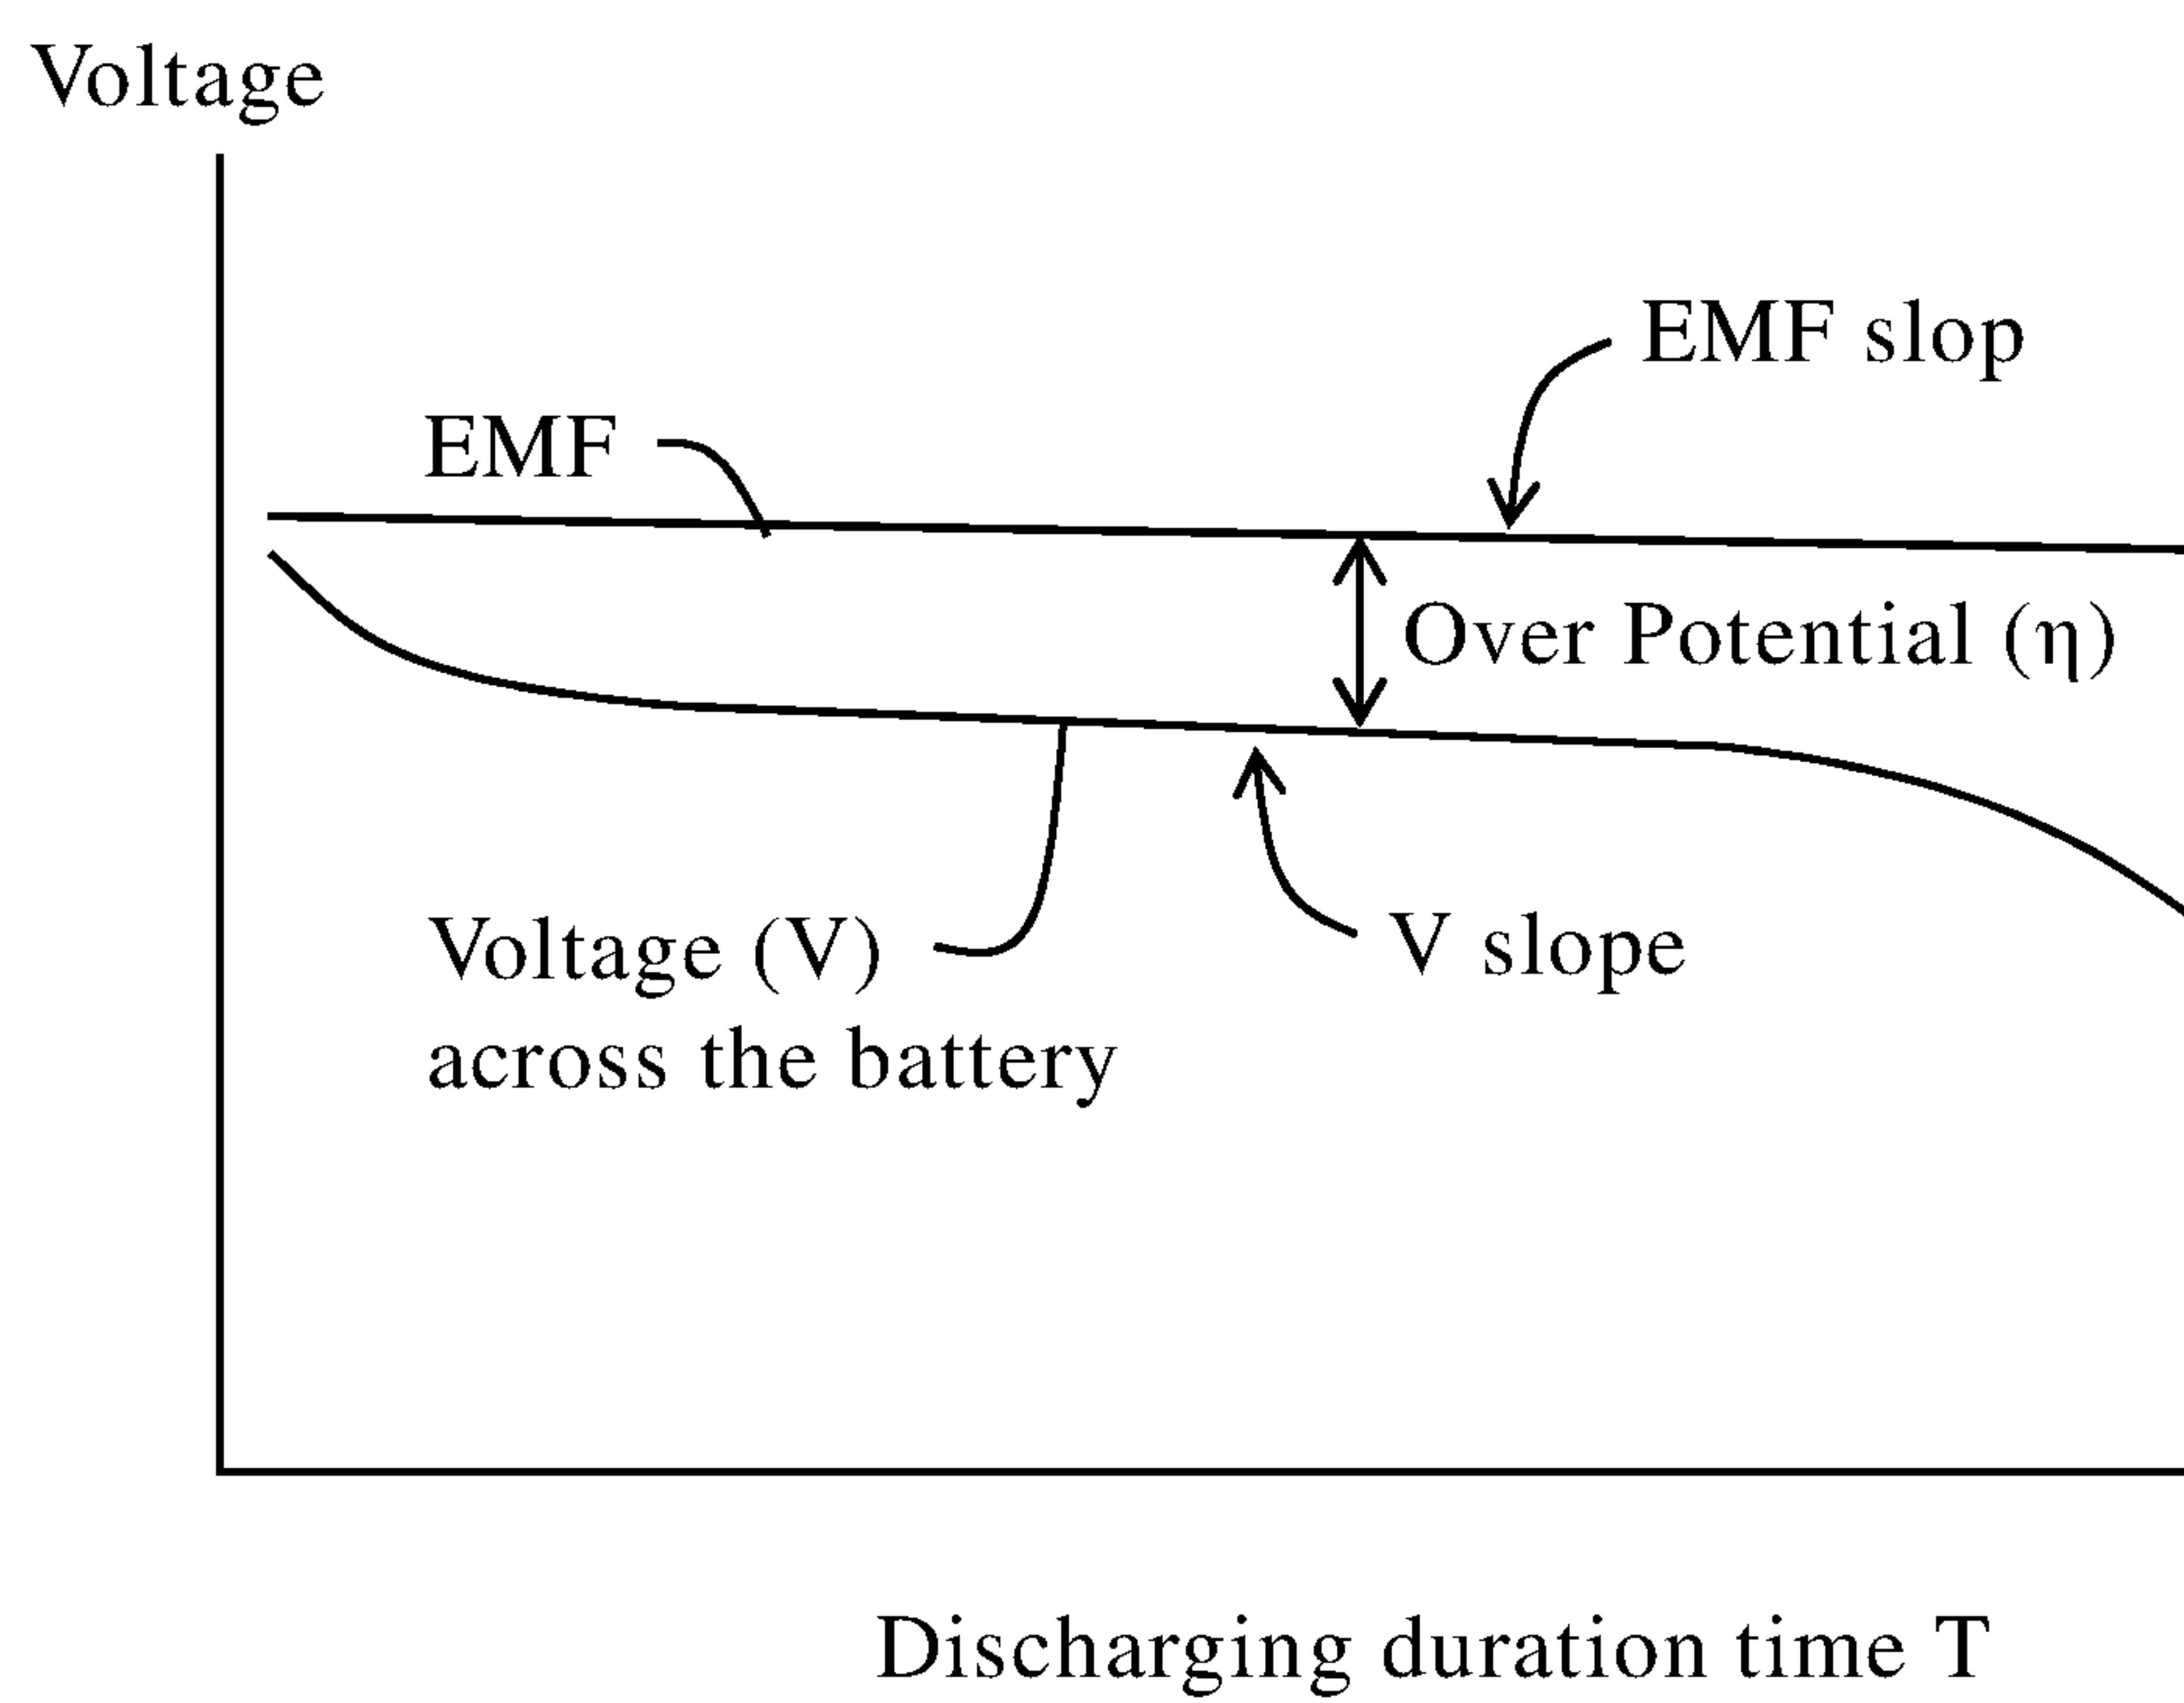 Voltage
EMF slop
EMF
Over Potential (η)
Voltage (V)
across the battery
V slope
Discharging duration time T